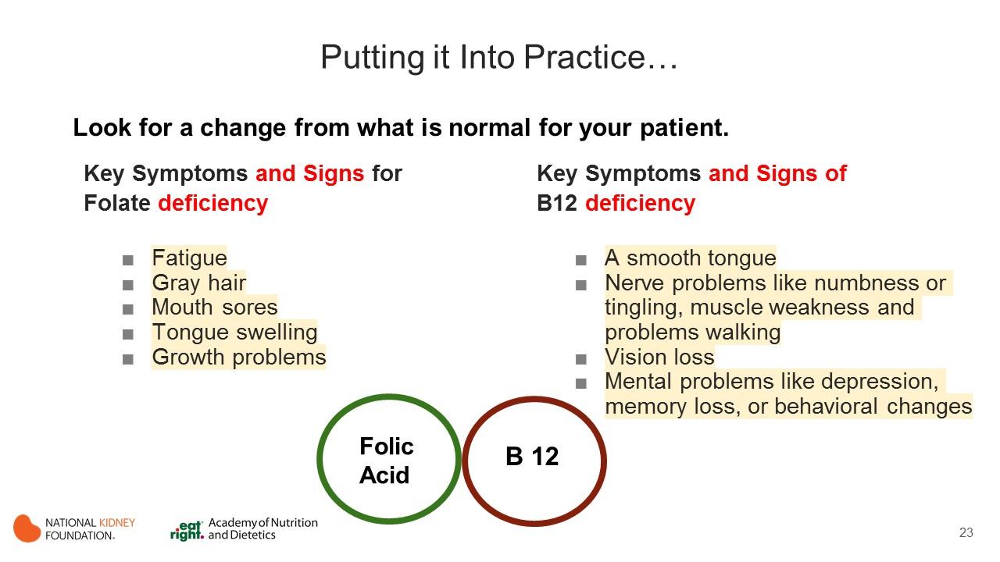 Putting it Into Practice…
Look for a change from what is normal for your patient.
Key Symptoms and Signs for
Folate deficiency
■ Fatigue
■ Gray hair
■ Mouth sores
■ Tongue swelling
■ Growth problems
Key Symptoms and Signs of
B12 deficiency
■ A smooth tongue
■ Nerve problems like numbness or
tingling, muscle weakness and
problems walking
■ Vision loss
■ Mental problems like depression,
memory loss, or behavioral changes
Folic
Acid
B 12
NATIONAL KIDNEY
FOUNDATION®
eat
right.
Academy of Nutrition
and Dietetics
23